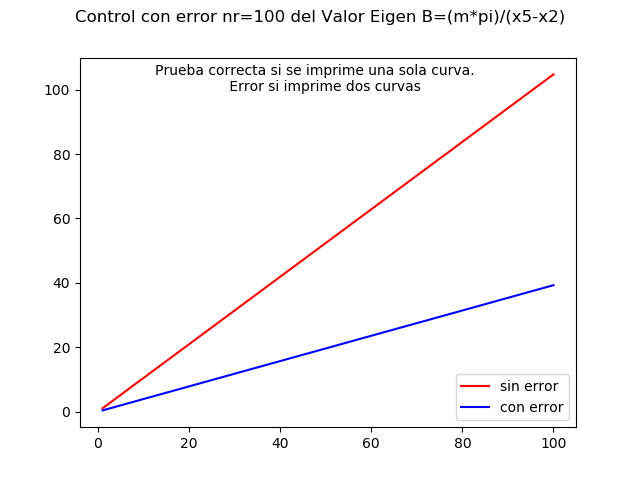 Control con error nr=100 del Valor Eigen B=(m*pi)/(x5-x2)
Prueba correcta si se imprime una sola curva.
Error si imprime dos curvas
100
80
60
40
20
0
sin error
con error
0 20 40 60 80 100